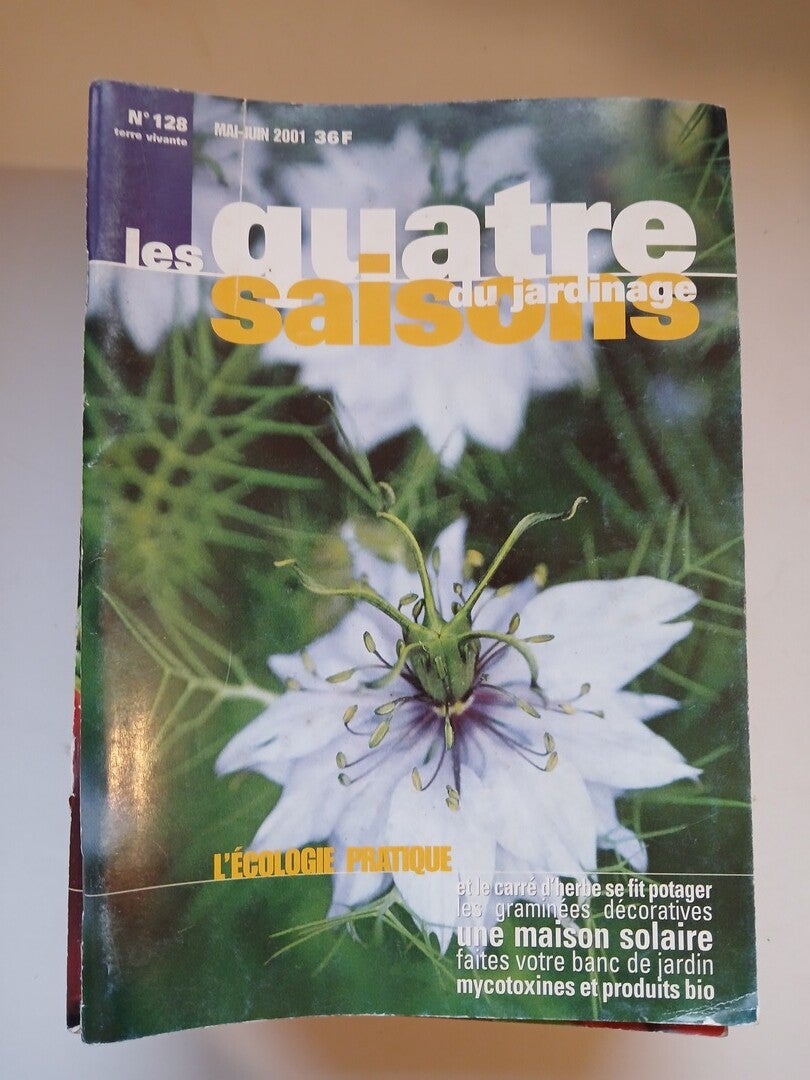 N°128
terre vivante
MAI-JUIN 2001 36 F
les quatre
saisons
du jardinage
L'ÉCOLOGIE PRATIQUE
et le carré d'herbe se fit potager
les graminées décoratives
une maison solaire
faites votre banc de jardin
mycotoxines et produits bio